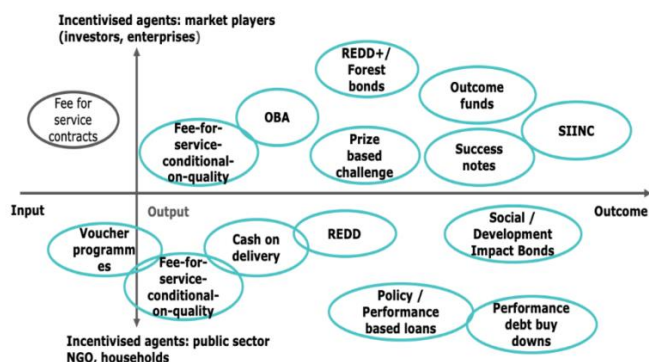 Incentivised agents: market players
(investors, enterprises)
REDD+/
Forest
bonds
Outcome
funds
Fee for
service
contracts
OBA
SIINC
Fee-for-
service-
conditional-
on-quality
Prize
based
challenge
Success
notes
Input
Output
Outcome
Voucher
programm
es
Cash on
delivery
REDD
Social /
Development
Impact Bonds
Fee-for-
service-
conditional-
on-quality
Policy /
Performance
based loans
Performance
debt buy
downs
Incentivised agents: public sector
NGO, households